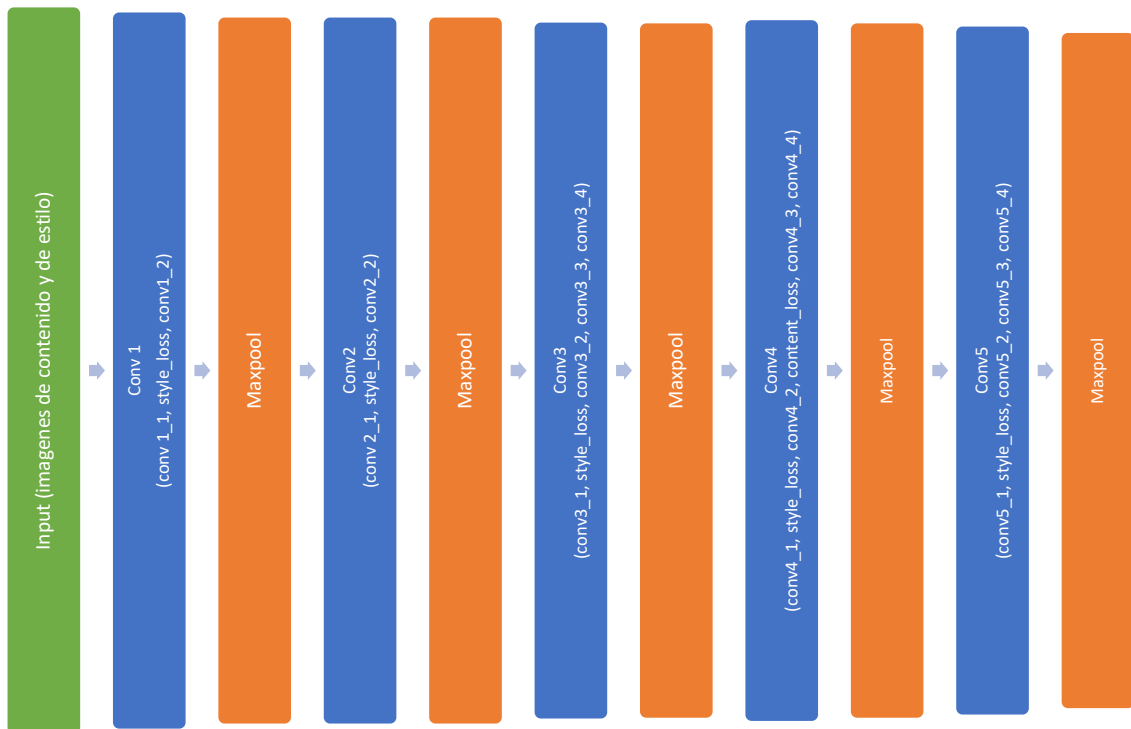 Input (imagenes de contenido y de estilo)
Conv 1
(conv 1_1, style_loss, conv1_2)
Maxpool
Conv2
(conv 2_1, style_loss, conv2_2)
Maxpool
Conv3
(conv3_1, style_loss, conv3_2, conv3_3, conv3_4)
Maxpool
Conv4
(conv4_1, style_loss, conv4_2, content_loss, conv4_3, conv4_4)
Maxpool
Conv5
(conv5_1, style_loss, conv5_2, conv5_3, conv5_4)
Maxpool